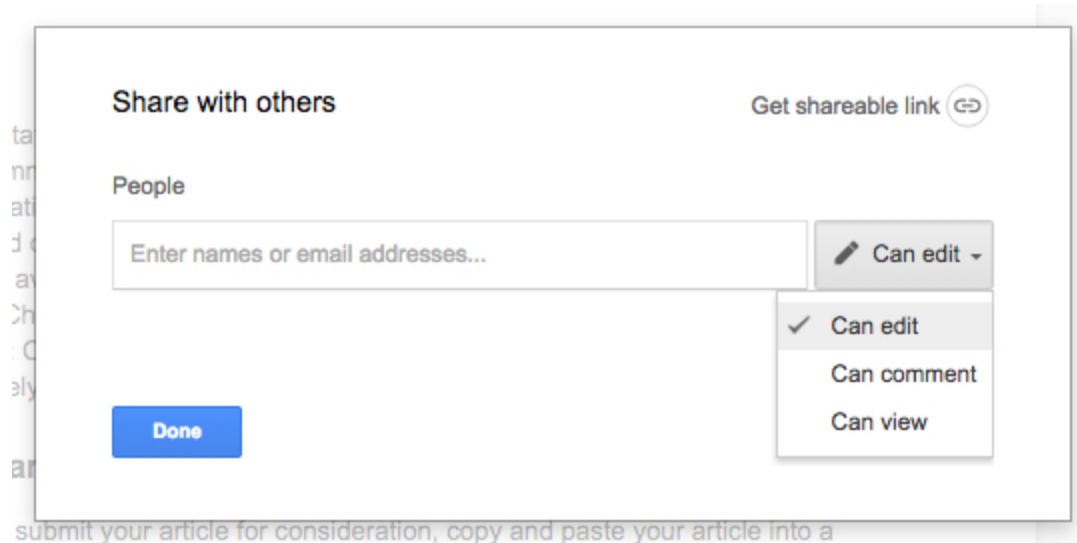 Share with others
Get shareable link
People
Enter names or email addresses...
Can edit
Can edit
Can comment
Can view
Done
submit your article for consideration, copy and paste your article into a